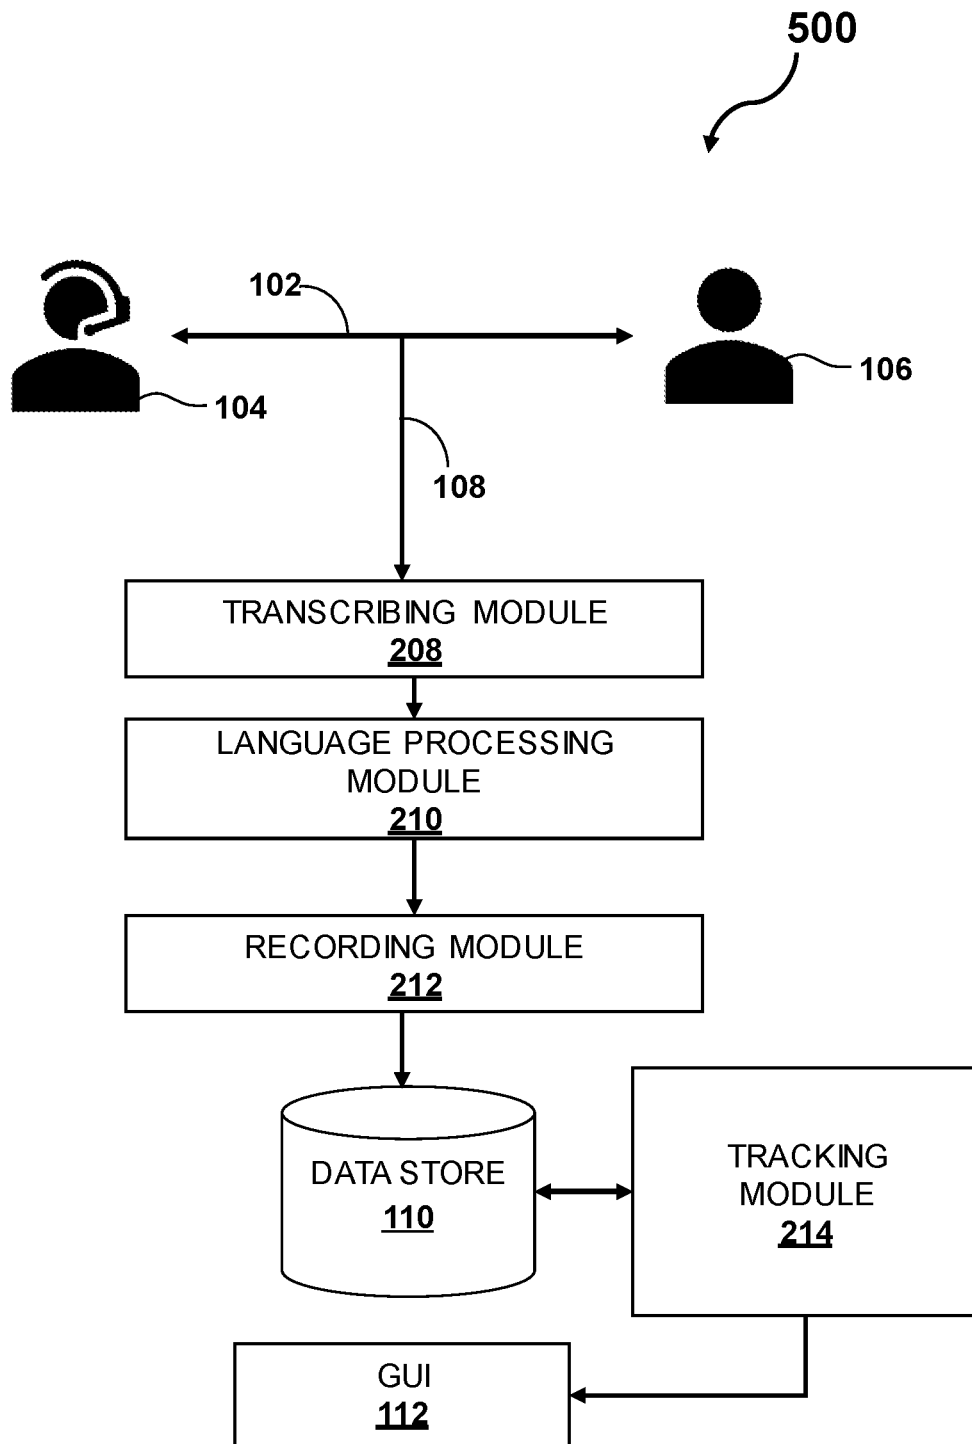 500
102
106
104
108
TRANSCRIBING MODULE
208
LANGUAGE PROCESSING
MODULE
210
RECORDING MODULE
212
DATA STORE
110
TRACKING
MODULE
214
GUI
112